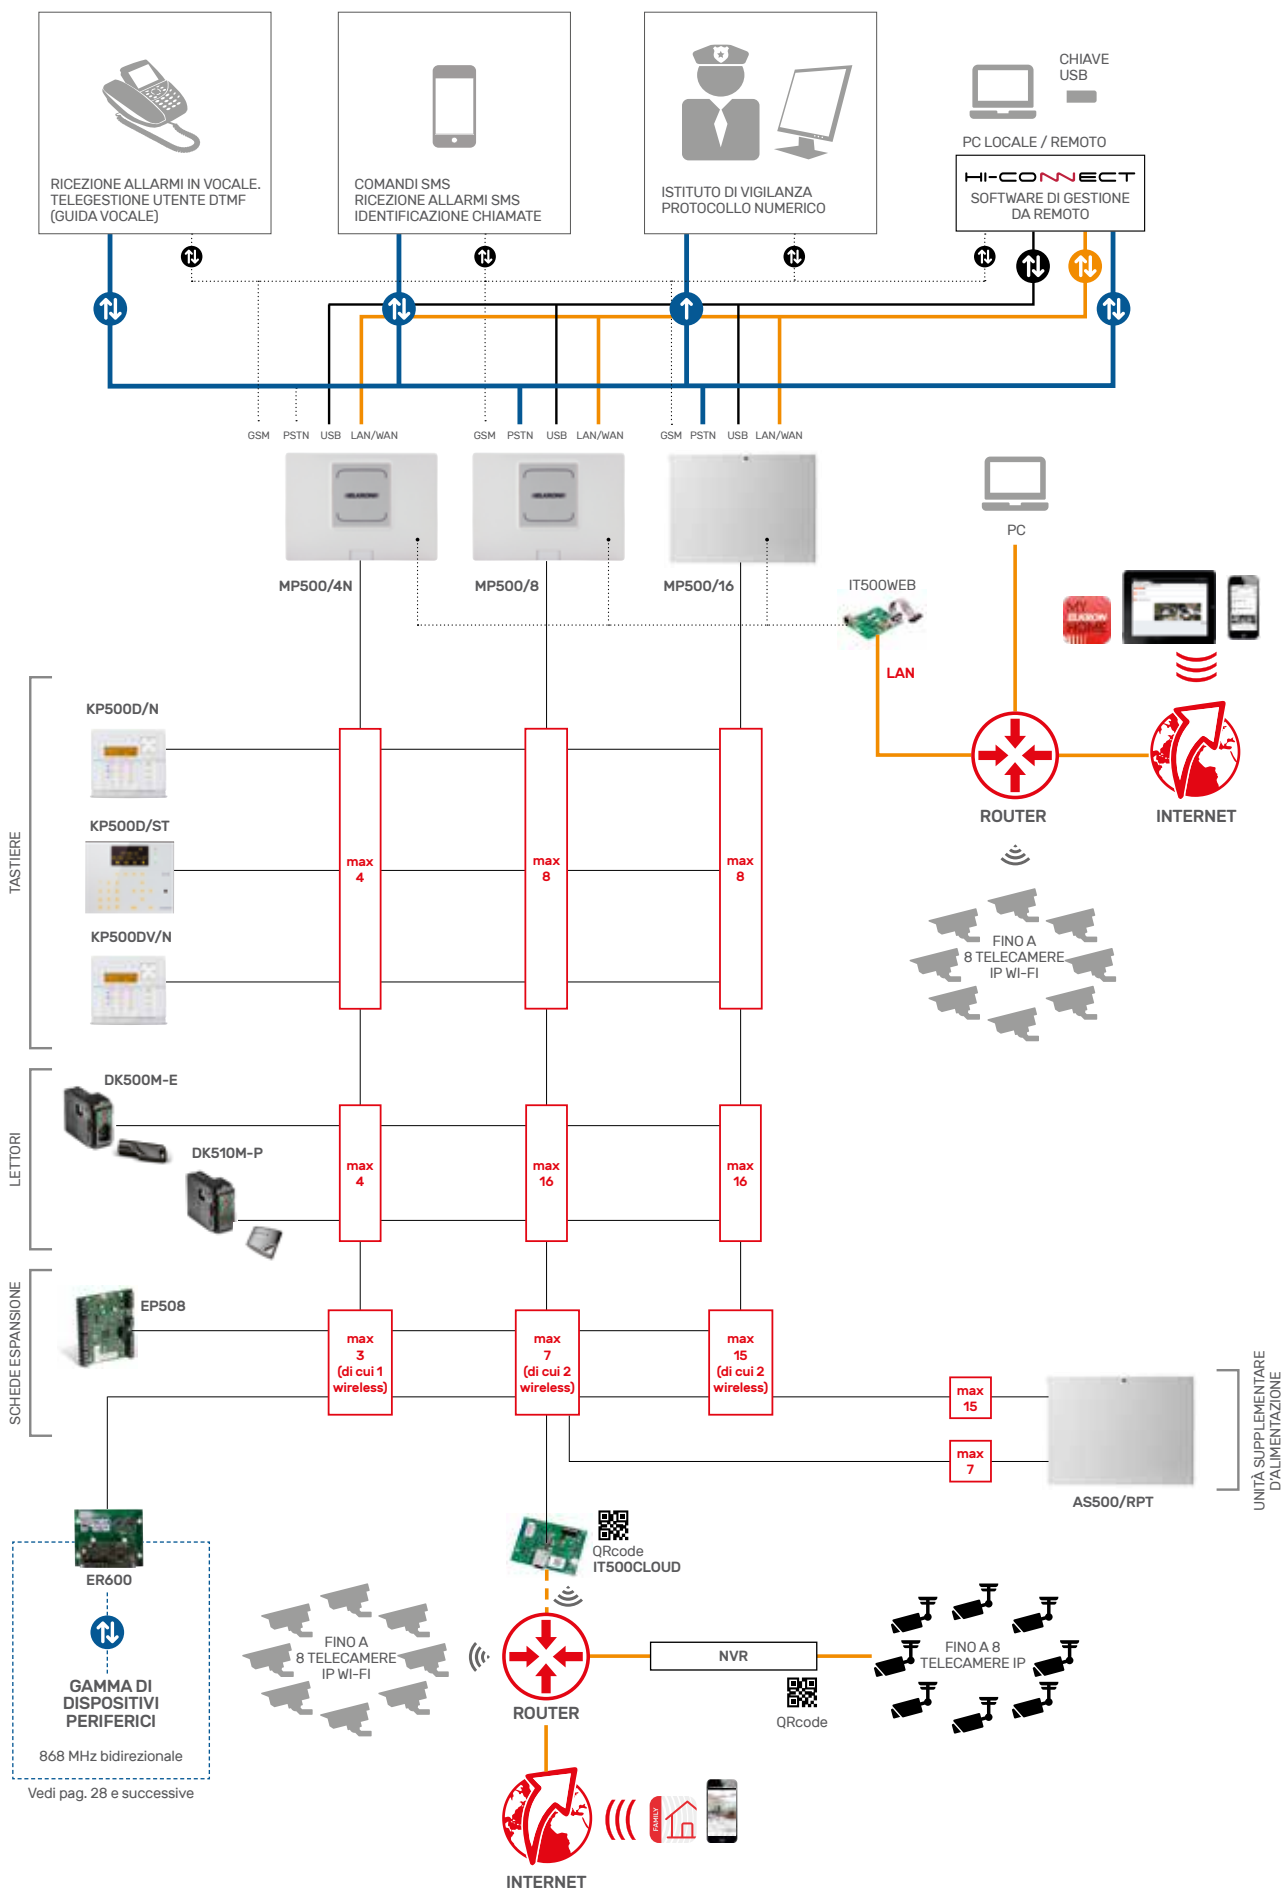 CHIAVE
USB
PC LOCALE / REMOTO
RICEZIONE ALLARMI IN VOCALE.
TELEGESTIONE UTENTE DTMF
(GUIDA VOCALE)
COMANDI SMS
RICEZIONE ALLARMI SMS
IDENTIFICAZIONE CHIAMATE
ISTITUTO DI VIGILANZA
PROTOCOLLO NUMERICO
HI-CONNECT
SOFTWARE DI GESTIONE
DA REMOTO
GSM PSTN USB LAN/WAN
GSM PSTN USB LAN/WAN
GSM PSTN USB LAN/WAN
PC
MP500/4N
MP500/8
MP500/16
IT500WEB
MY
ELKRON
HOME
LAN
ROUTER
INTERNET
FINO A
8 TELECAMERE
IP WI-FI
TASTIERE
KP500D/N
KP500D/ST
KP500DV/N
max
4
max
8
max
8
LETTORI
DK500M-E
DK510M-P
max
4
max
16
max
16
SCHEDE ESPANSIONE
EP508
max
3
(di cui 1
wireless)
max
7
(di cui 2
wireless)
max
15
(di cui 2
wireless)
max
15
max
7
AS500/RPT
UNITÀ SUPPLEMENTARE
D'ALIMENTAZIONE
ER600
GAMMA DI
DISPOSITIVI
PERIFERICI
868 MHz bidirezionale
Vedi pag. 28 e successive
QRcode
IT500CLOUD
FINO A
8 TELECAMERE
IP WI-FI
ROUTER
NVR
QRcode
FINO A 8
TELECAMERE IP
FAMILY
INTERNET